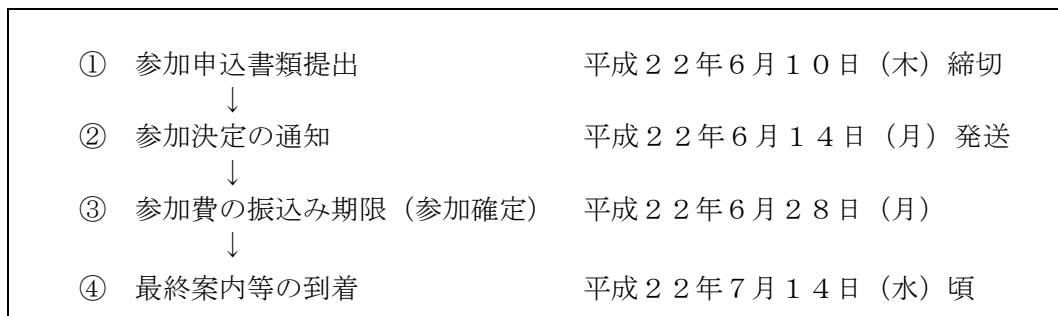 ① 参加申込書類提出 平成２２年６月１０日（木）締切
↓
② 参加決定の通知 平成２２年６月１４日（月）発送
↓
③ 参加費の振込み期限（参加確定） 平成２２年６月２８日（月）
↓
④ 最終案内等の到着 平成２２年７月１４日（水）頃